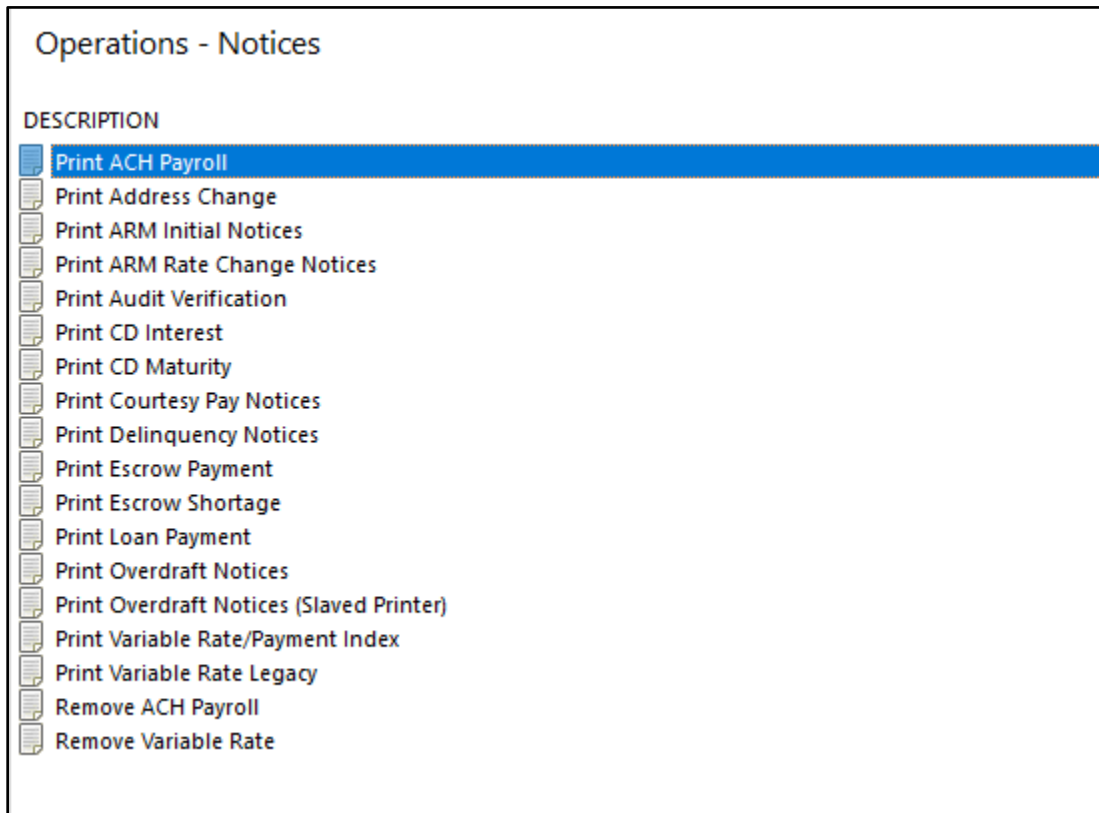 Operations - Notices
DESCRIPTION
Print ACH Payroll
Print Address Change
Print ARM Initial Notices
Print ARM Rate Change Notices
Print Audit Verification
Print CD Interest
Print CD Maturity
Print Courtesy Pay Notices
Print Delinquency Notices
Print Escrow Payment
Print Escrow Shortage
Print Loan Payment
Print Overdraft Notices
Print Overdraft Notices (Slaved Printer)
Print Variable Rate/Payment Index
Print Variable Rate Legacy
Remove ACH Payroll
Remove Variable Rate